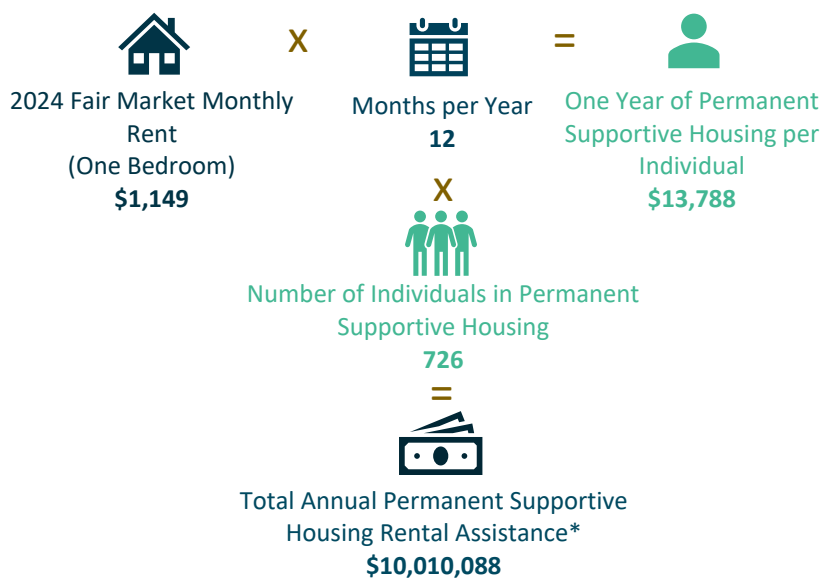 X
=
2024 Fair Market Monthly
Rent
(One Bedroom)
$1,149
Months per Year
12
One Year of Permanent
Supportive Housing per
Individual
$13,788
X
Number of Individuals in Permanent
Supportive Housing
726
=
Total Annual Permanent Supportive
Housing Rental Assistance*
$10,010,088